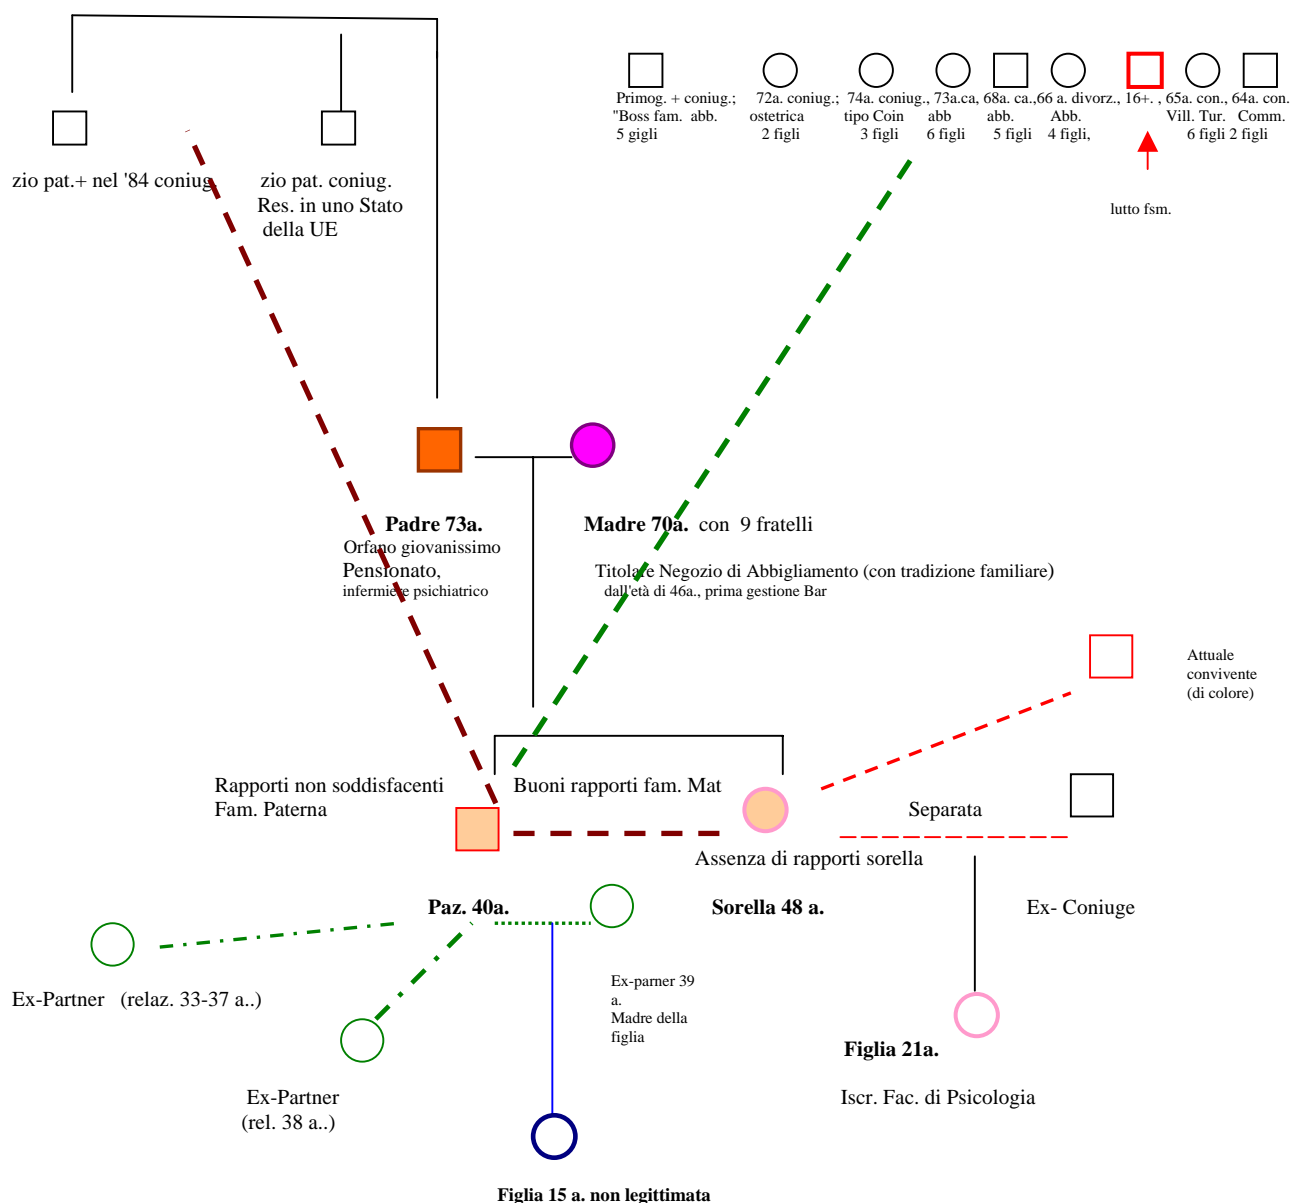 Primog. + coniug.; 72a. coniug.; 74a. coniug., 73a.ca, 68a. ca.,66 a. divorz., 16+. , 65a. con., 64a. con.
"Boss fam. abb. ostetrica tipo Coin abb abb. Abb. Vill. Tur. Comm.
5 gigli 2 figli 3 figli 6 figli 5 figli 4 figli, 6 figli 2 figli
zio pat.+ nel '84 coniug.
zio pat. coniug.
Res. in uno Stato
della UE
lutto fsm.
Padre 73a.
Orfano giovanissimo
Pensionato,
infermiere psichiatrico
Madre 70a. con 9 fratelli
Titolare Negozio di Abbigliamento (con tradizione familiare)
dall'età di 46a., prima gestione Bar
Attuale
convivente
(di colore)
Rapporti non soddisfacenti
Fam. Paterna
Buoni rapporti fam. Mat
Separata
Assenza di rapporti sorella
Paz. 40a.
Sorella 48 a.
Ex- Coniuge
Ex-Partner (relaz. 33-37 a..)
Ex-parner 39
a.
Madre della
figlia
Ex-Partner
(rel. 38 a..)
Figlia 21a.
Iscr. Fac. di Psicologia
Figlia 15 a. non legittimata